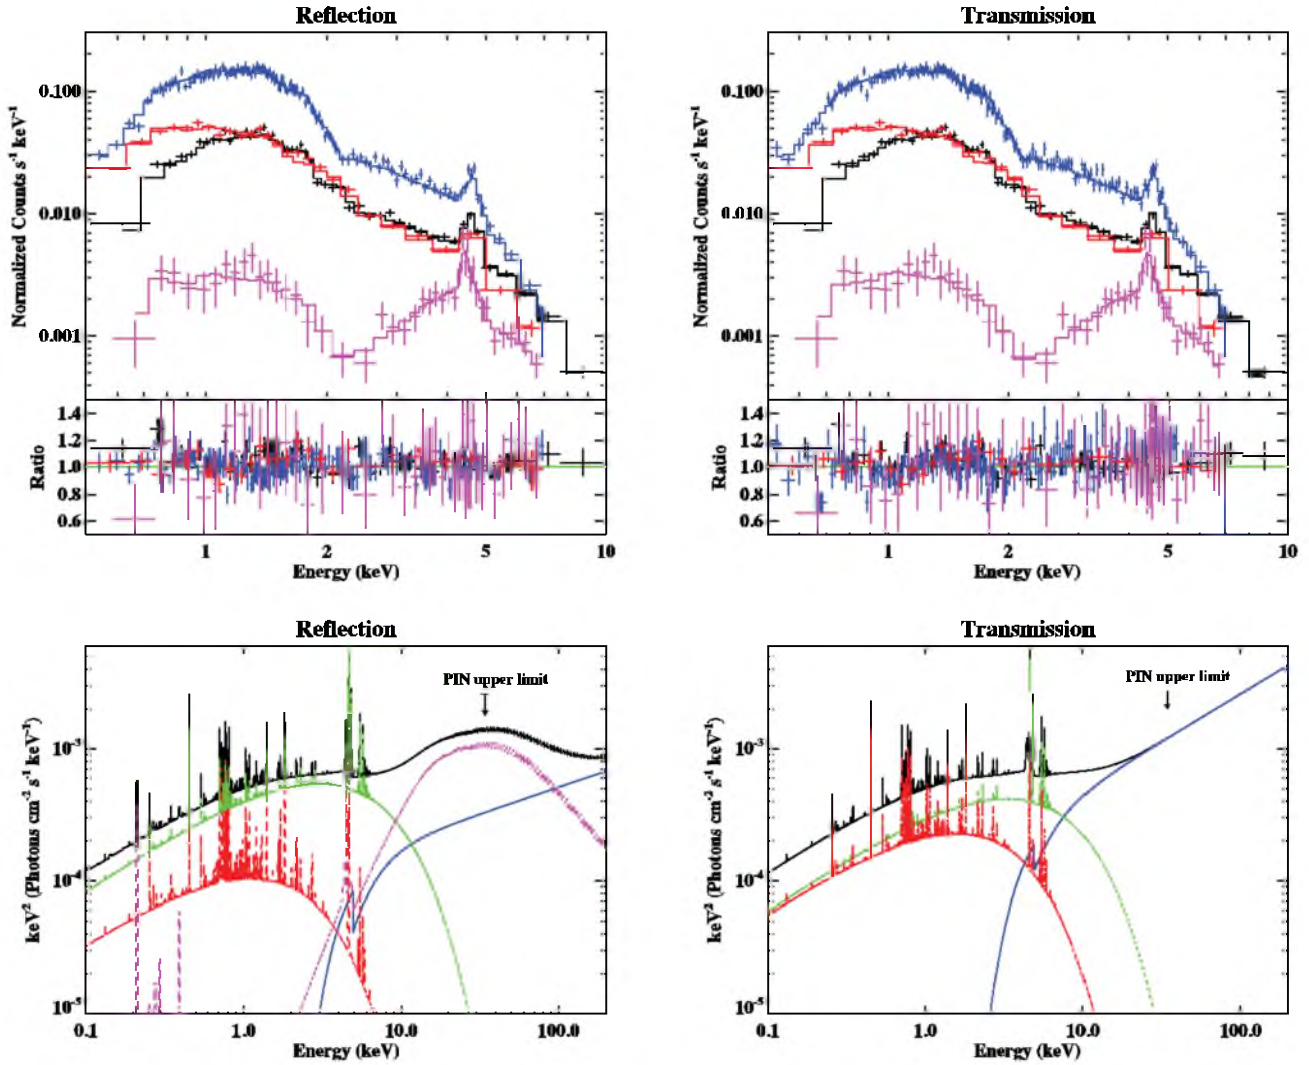 Reflection
Transmission
Normalized Counts s⁻¹ keV⁻¹
0.100
0.010
0.001
Ratio
1.4
1.2
1.0
0.8
0.6
1 2 5 10
Energy (keV)
Normalized Counts s⁻¹ keV⁻¹
0.100
0.010
0.001
Ratio
1.4
1.2
1.0
0.8
0.6
1 2 5 10
Energy (keV)
Reflection
PIN upper limit
keV² (Photons cm⁻² s⁻¹ keV⁻¹)
10⁻³
10⁻⁴
10⁻⁵
0.1 1.0 10.0 100.0
Energy (keV)
Transmission
PIN upper limit
keV² (Photons cm⁻² s⁻¹ keV⁻¹)
10⁻³
10⁻⁴
10⁻⁵
0.1 1.0 10.0 100.0
Energy (keV)